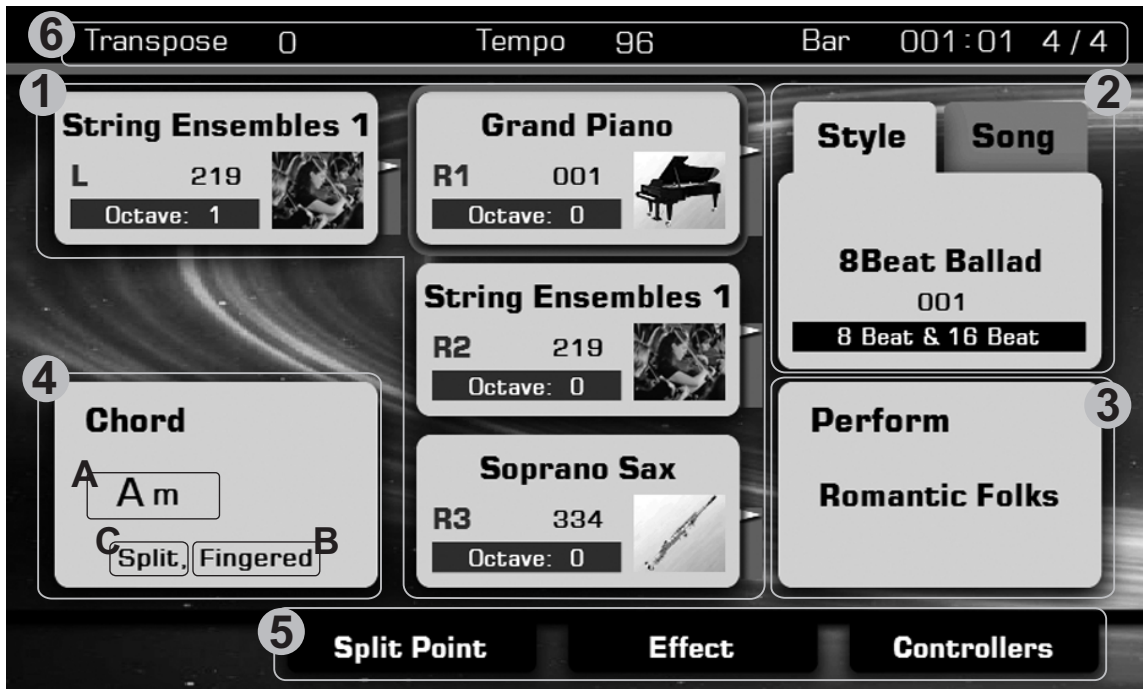 6 Transpose 0 Tempo 96 Bar 001:01 4/4
1
String Ensembles 1
L 219
Octave: 1
Grand Piano
R1 001
Octave: 0
String Ensembles 1
R2 219
Octave: 0
Soprano Sax
R3 334
Octave: 0
2
Style Song
8Beat Ballad
001
8 Beat & 16 Beat
3
Perform
Romantic Folks
4
Chord
A
Am
C Split, Fingered B
5 Split Point Effect Controllers